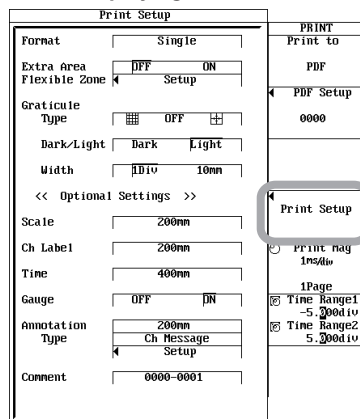 Print Setup
Format Single
Extra Area OFF ON
Flexible Zone Setup
Graticule
Type OFF
Dark/Light Dark Light
Width 1Div 10mm
<< Optional Settings >>
Scale 200mm
Ch Label 200mm
Time 400mm
Gauge OFF ON
Annotation 200mm
Type Ch Message
Setup
Comment 0000-0001
PRINT
Print to
PDF
PDF Setup
0000
Print Setup
Print Mag
1ms/div
1Page
Time Range1
-5.000div
Time Range2
5.000div